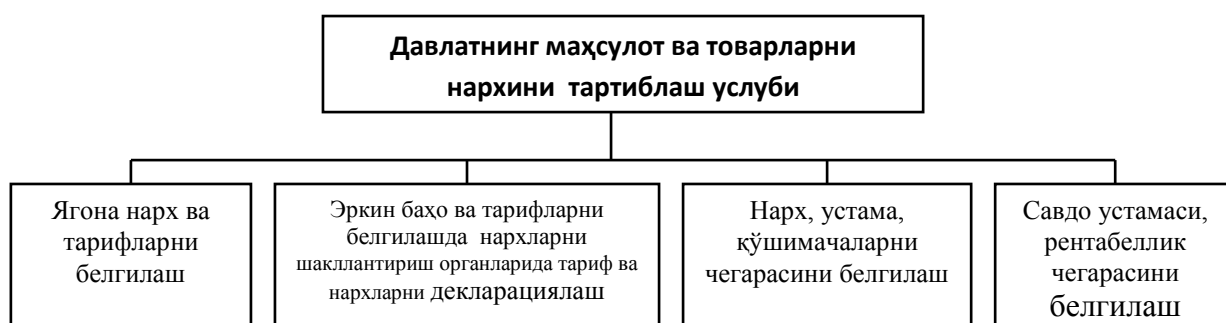 Давлатнинг маҳсулот ва товарларни
нархини тартиблаш услуби
Ягона нарх ва
тарифларни
белгилаш
Эркин баҳо ва тарифларни
белгилашда нархларни
шакллантириш органларида тариф ва
нархларни декларациялаш
Нарх, устама,
қўшимачаларни
чегарасини белгилаш
Савдо устамаси,
рентабеллик
чегарасини
белгилаш